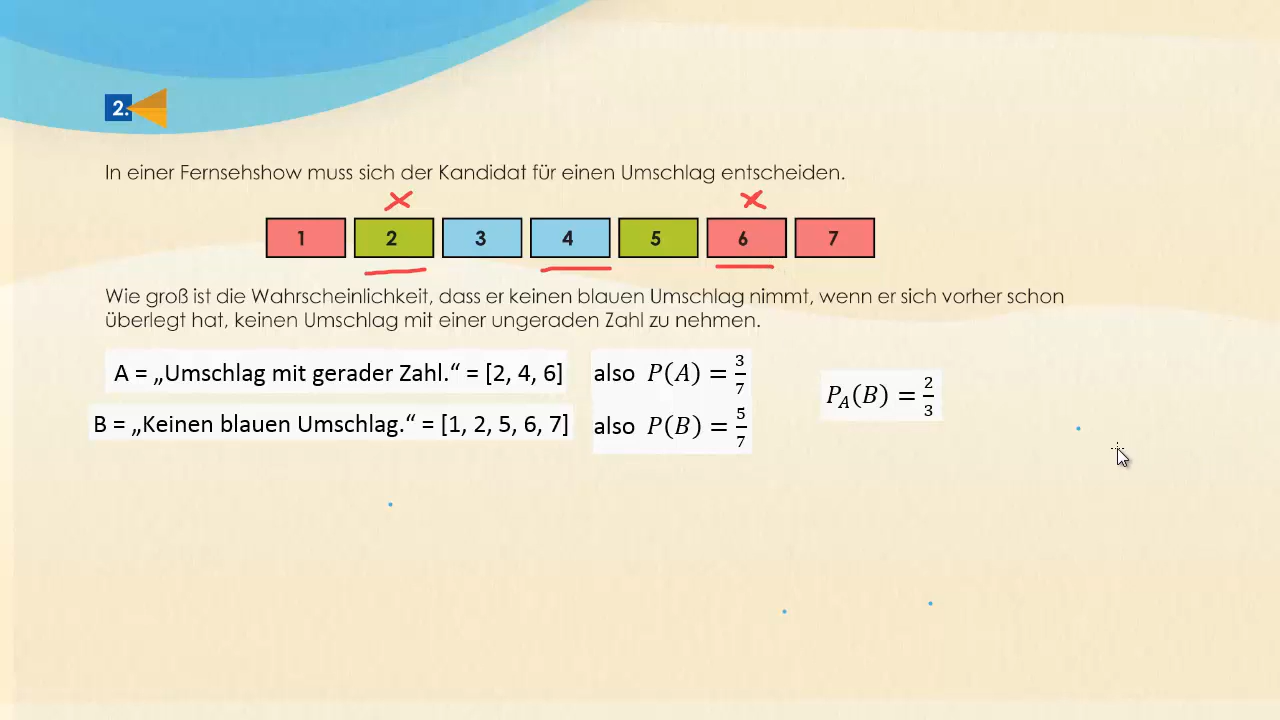 2.
In einer Fernsehshow muss sich der Kandidat für einen Umschlag entscheiden.
1 2 3 4 5 6 7
Wie groß ist die Wahrscheinlichkeit, dass er keinen blauen Umschlag nimmt, wenn er sich vorher schon
überlegt hat, keinen Umschlag mit einer ungeraden Zahl zu nehmen.
A = „Umschlag mit gerader Zahl.“ = [2, 4, 6] also P(A) = 3/7
P_A(B) = 2/3
B = „Keinen blauen Umschlag.“ = [1, 2, 5, 6, 7] also P(B) = 5/7